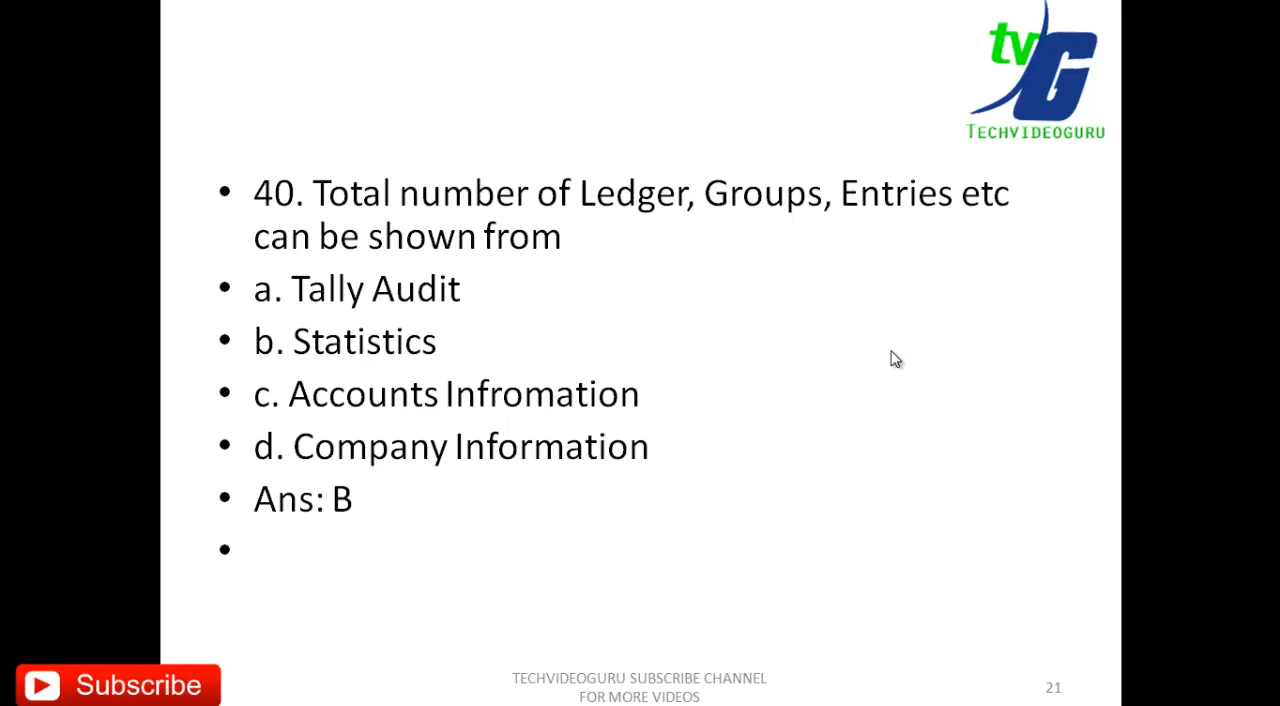 tvG
TECHVIDEOGURU
• 40. Total number of Ledger, Groups, Entries etc
can be shown from
• a. Tally Audit
• b. Statistics
• c. Accounts Infromation
• d. Company Information
• Ans: B
•
Subscribe
TECHVIDEOGURU SUBSCRIBE CHANNEL
FOR MORE VIDEOS
21